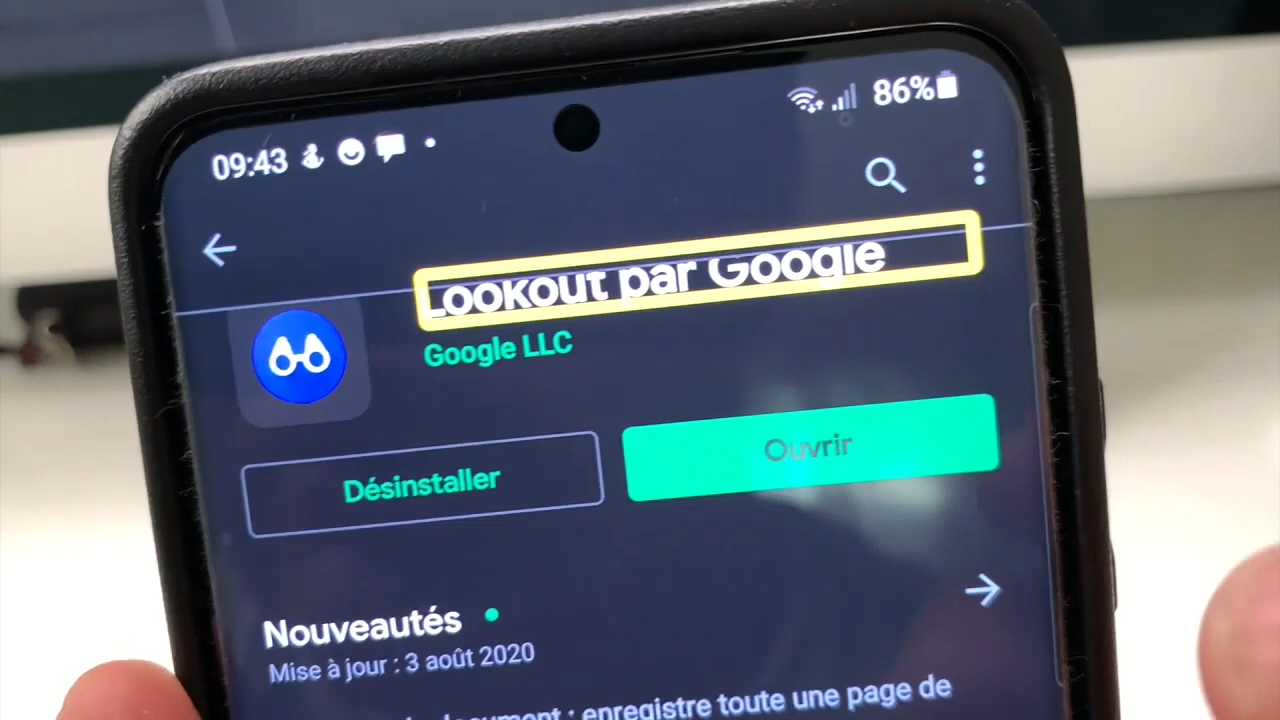 09:43
86%
Lookout par Google
Google LLC
Désinstaller
Ouvrir
Nouveautés
Mise à jour : 3 août 2020
document : enregistre toute une page de